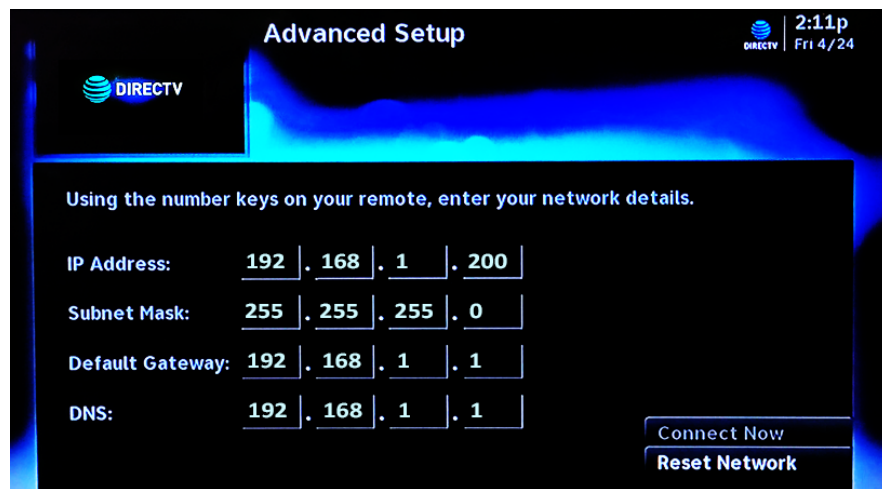 Advanced Setup
DIRECTV
2:11p
Fri 4/24
DIRECTV
Using the number keys on your remote, enter your network details.
IP Address: 192 . 168 . 1 . 200
Subnet Mask: 255 . 255 . 255 . 0
Default Gateway: 192 . 168 . 1 . 1
DNS: 192 . 168 . 1 . 1
Connect Now
Reset Network